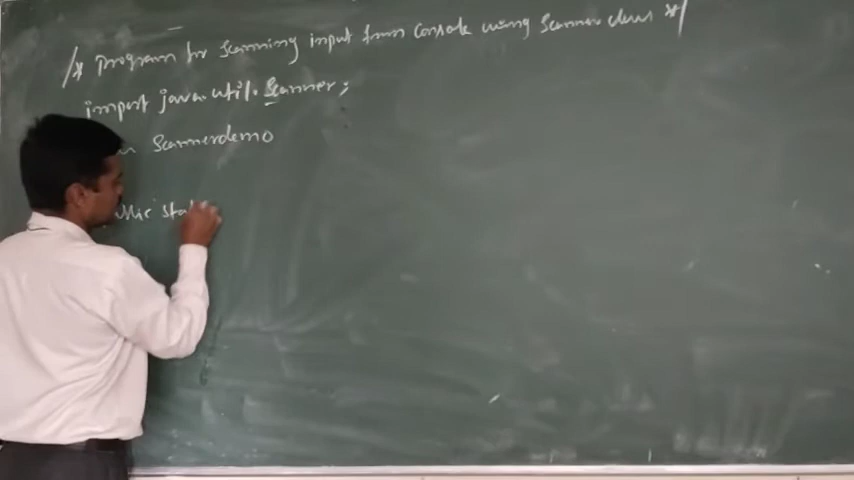 /* Program for Scanning input from Console using Scanner class */
import java.util.Scanner;
Scannerdemo